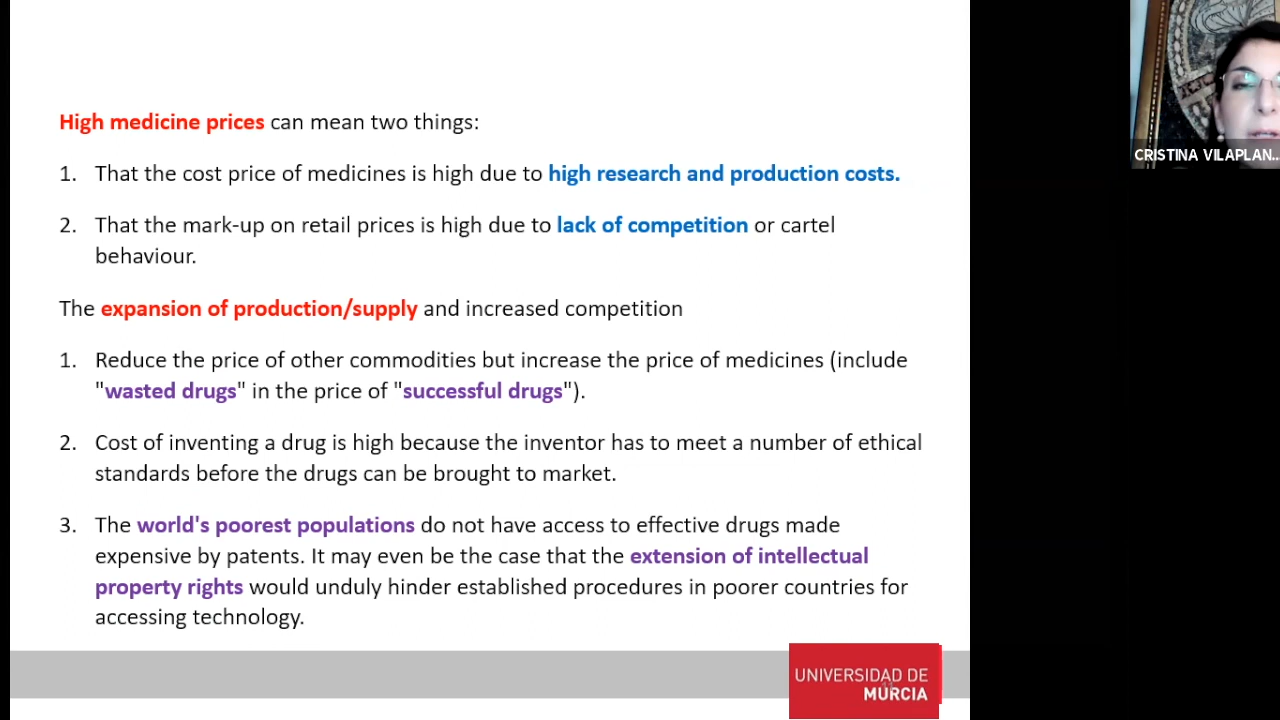 High medicine prices can mean two things:
1. That the cost price of medicines is high due to high research and production costs.
2. That the mark-up on retail prices is high due to lack of competition or cartel
behaviour.
The expansion of production/supply and increased competition
1. Reduce the price of other commodities but increase the price of medicines (include
"wasted drugs" in the price of "successful drugs").
2. Cost of inventing a drug is high because the inventor has to meet a number of ethical
standards before the drugs can be brought to market.
3. The world's poorest populations do not have access to effective drugs made
expensive by patents. It may even be the case that the extension of intellectual
property rights would unduly hinder established procedures in poorer countries for
accessing technology.
UNIVERSIDAD DE
MURCIA
CRISTINA VILAPLAN...